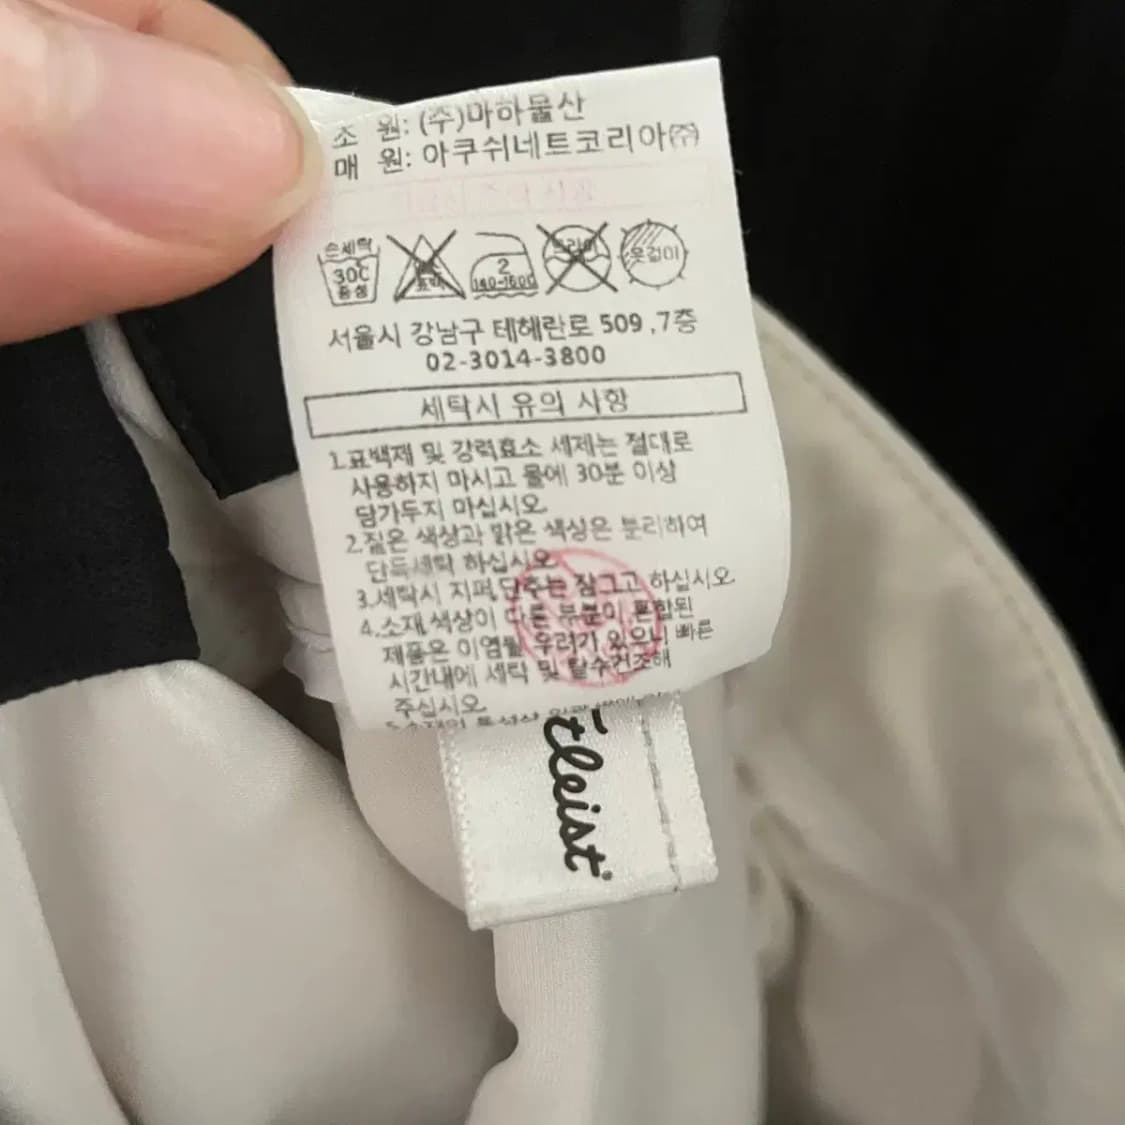 조 원: (주)마하물산
매 원: 아쿠쉬네트코리아(주)
손세탁
30℃
중성
2
140-160℃
드라이
옷걸이
서울시 강남구 테헤란로 509 ,7층
02-3014-3800
세탁시 유의 사항
1.표백제 및 강력효소 세제는 절대로
사용하지 마시고 물에 30분 이상
담가두지 마십시오
2.짙은 색상과 맑은 색상은 분리하여
단독세탁 하십시오
3.세탁시 지퍼,단추는 잠그고 하십시오
4.소재,색상이 다른 부분이 혼합된
제품은 이염될 우려가 있으니 빠른
시간내에 세탁 및 탈수건조해
주십시오
tleist